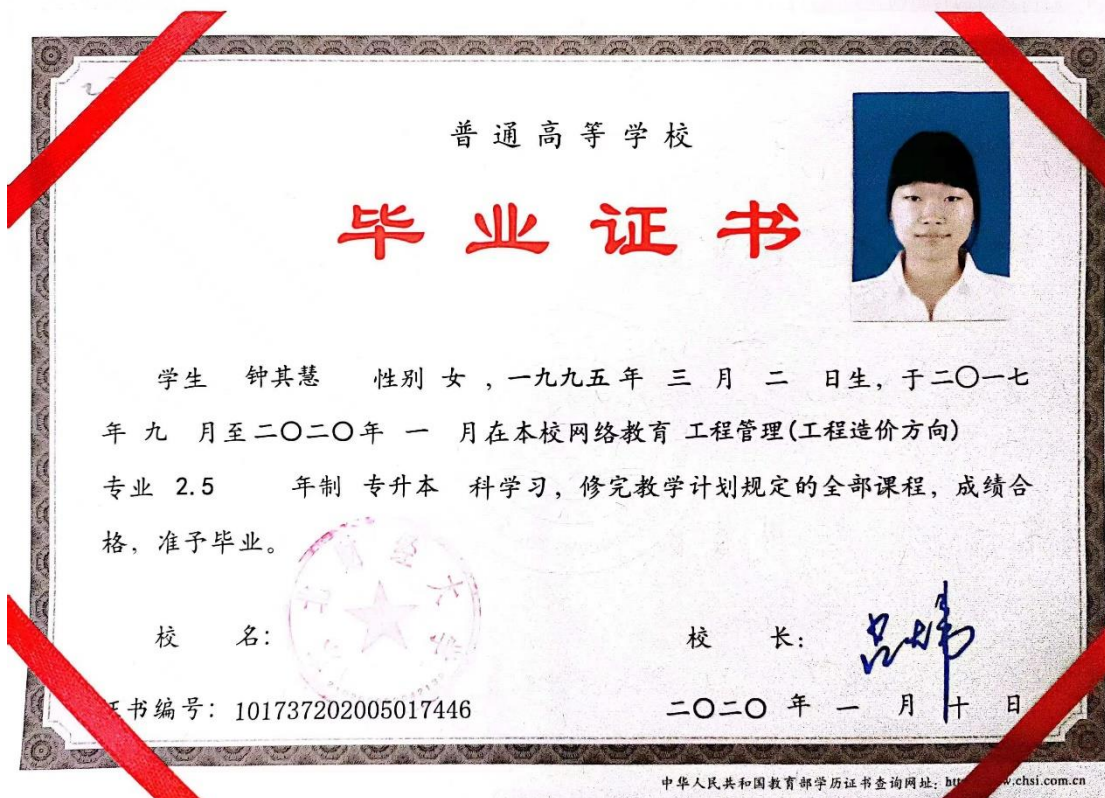 普通高等学校
毕业证书
学生 钟其慧 性别 女 ,一九九五年 三 月 二 日生,于二〇一七
年 九 月至二〇二〇年 一 月在本校网络教育 工程管理(工程造价方向)
专业 2.5 年制 专升本 科学习,修完教学计划规定的全部课程,成绩合
格,准予毕业。
校 名: 校 长:
书编号: 101737202005017446 二〇二〇 年 一 月 十 日
中华人民共和国教育部学历证书查询网址: .chsi.com.cn